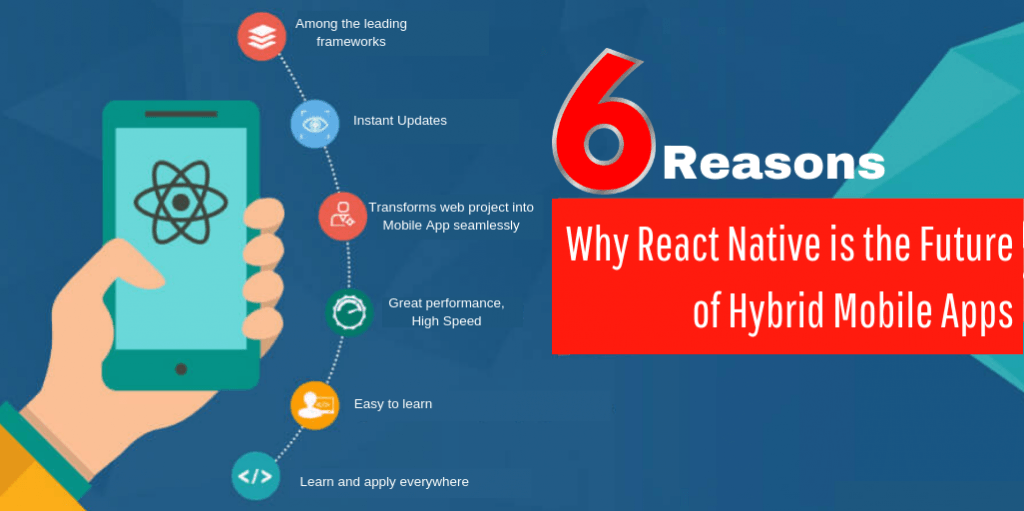 Among the leading
frameworks
Instant Updates
Transforms web project into
Mobile App seamlessly
Great performance,
High Speed
Easy to learn
</>
Learn and apply everywhere
6 Reasons
Why React Native is the Future
of Hybrid Mobile Apps